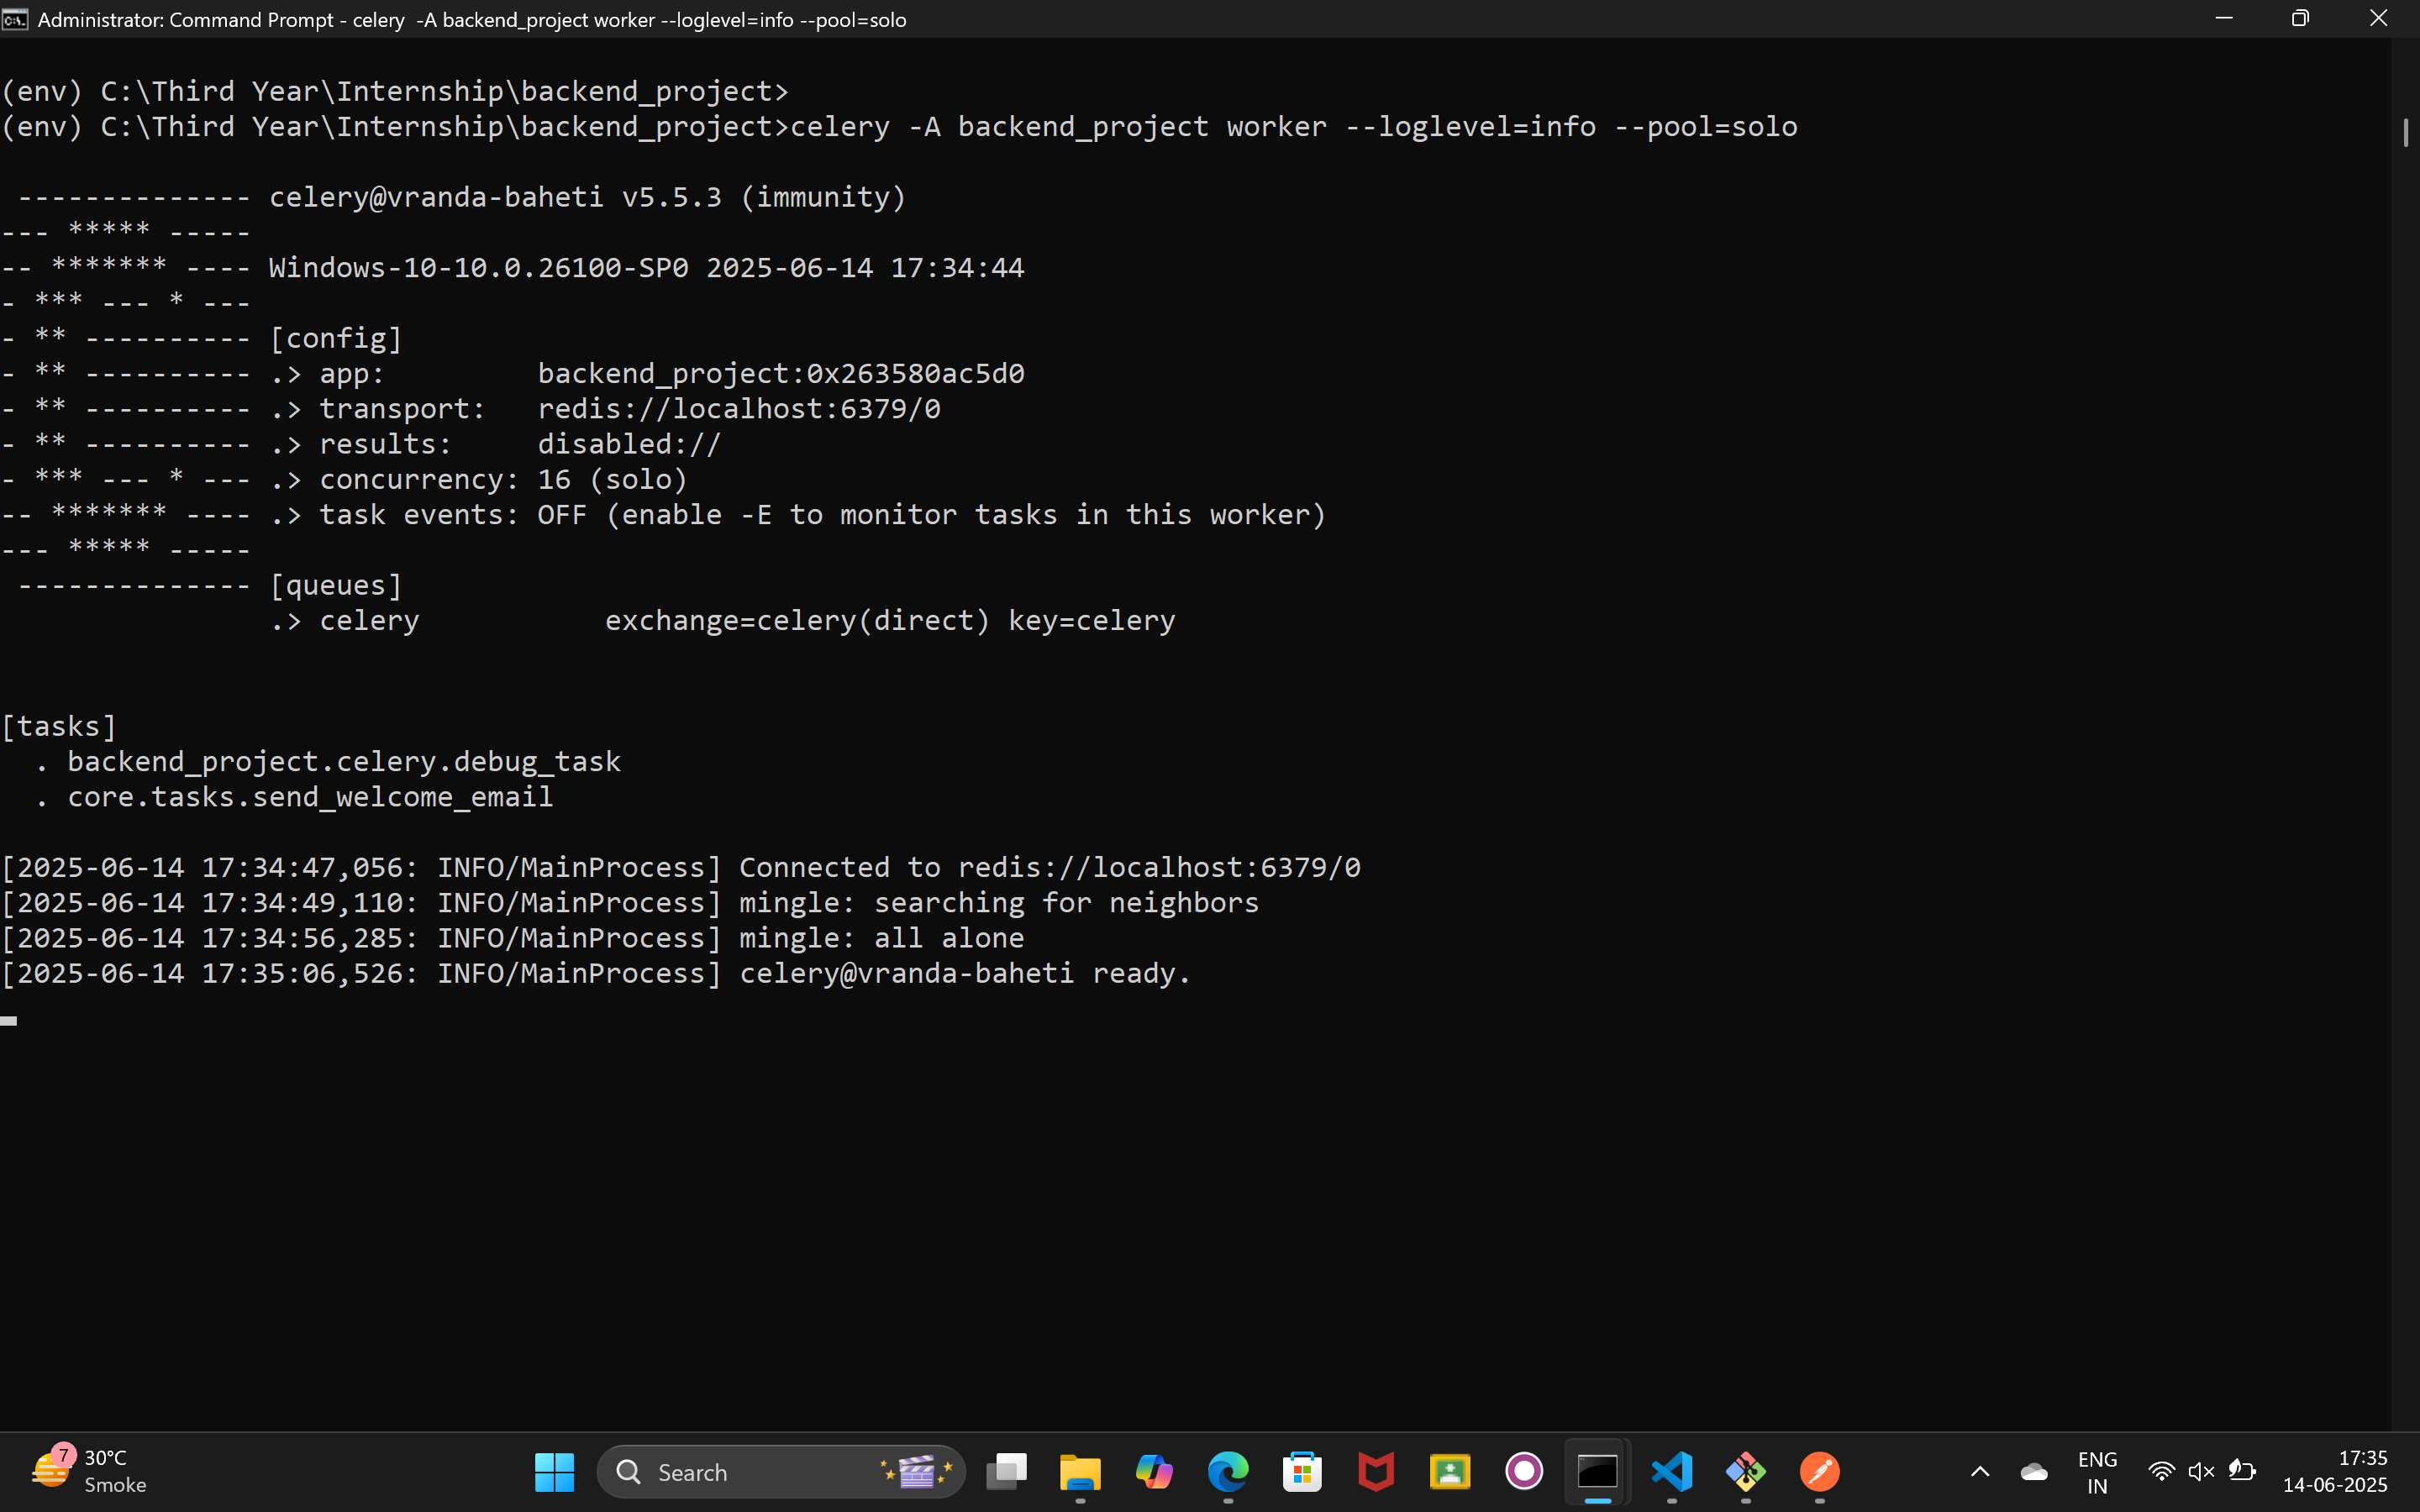 Administrator: Command Prompt - celery  -A backend_project worker --loglevel=info --pool=solo
(env) C:\Third Year\Internship\backend_project>
(env) C:\Third Year\Internship\backend_project>celery -A backend_project worker --loglevel=info --pool=solo
 -------------- celery@vranda-baheti v5.5.3 (immunity)
--- ***** -----
-- ******* ---- Windows-10-10.0.26100-SP0 2025-06-14 17:34:44
- *** --- * ---
- ** ---------- [config]
- ** ---------- .> app:         backend_project:0x263580ac5d0
- ** ---------- .> transport:   redis://localhost:6379/0
- ** ---------- .> results:     disabled://
- *** --- * --- .> concurrency: 16 (solo)
-- ******* ---- .> task events: OFF (enable -E to monitor tasks in this worker)
--- ***** -----
 -------------- [queues]
                .> celery           exchange=celery(direct) key=celery
[tasks]
  . backend_project.celery.debug_task
  . core.tasks.send_welcome_email
[2025-06-14 17:34:47,056: INFO/MainProcess] Connected to redis://localhost:6379/0
[2025-06-14 17:34:49,110: INFO/MainProcess] mingle: searching for neighbors
[2025-06-14 17:34:56,285: INFO/MainProcess] mingle: all alone
[2025-06-14 17:35:06,526: INFO/MainProcess] celery@vranda-baheti ready.
7
30°C
Smoke
Search
ENG
IN
17:35
14-06-2025